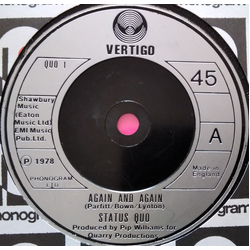 VERTIGO
QUO 1
45
Shawbury
Music
(Eaton
Music Ltd)
EMI Music
Pub.Ltd.
A
℗ 1978
Made in
England
PHONOGRAM
LTD
AGAIN AND AGAIN
(Parfitt/Bown/Lynton)
STATUS QUO
Produced by Pip Williams for
Quarry Productions
phonogram